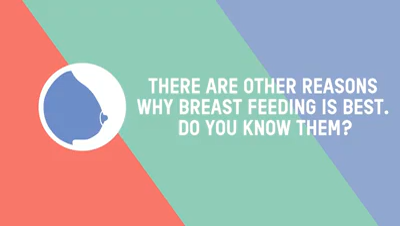 THERE ARE OTHER REASONS
WHY BREAST FEEDING IS BEST.
DO YOU KNOW THEM?